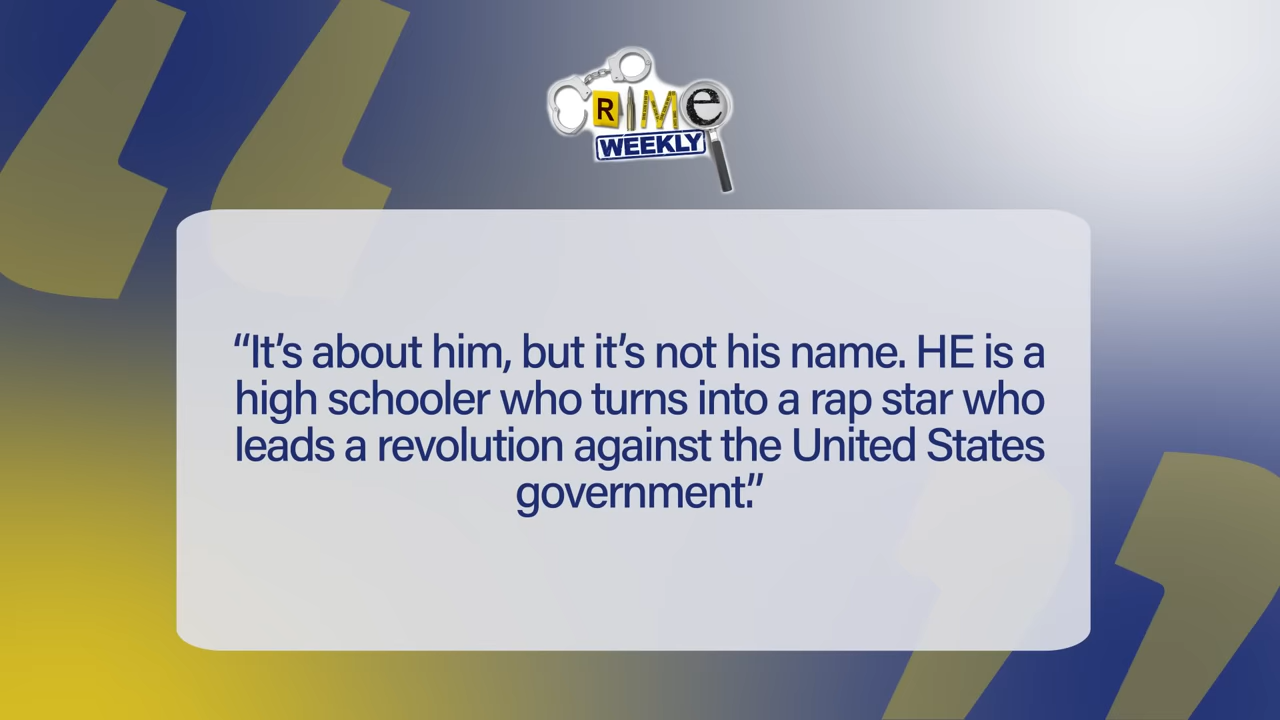 CRIME
WEEKLY
“It’s about him, but it’s not his name. HE is a
high schooler who turns into a rap star who
leads a revolution against the United States
government.”